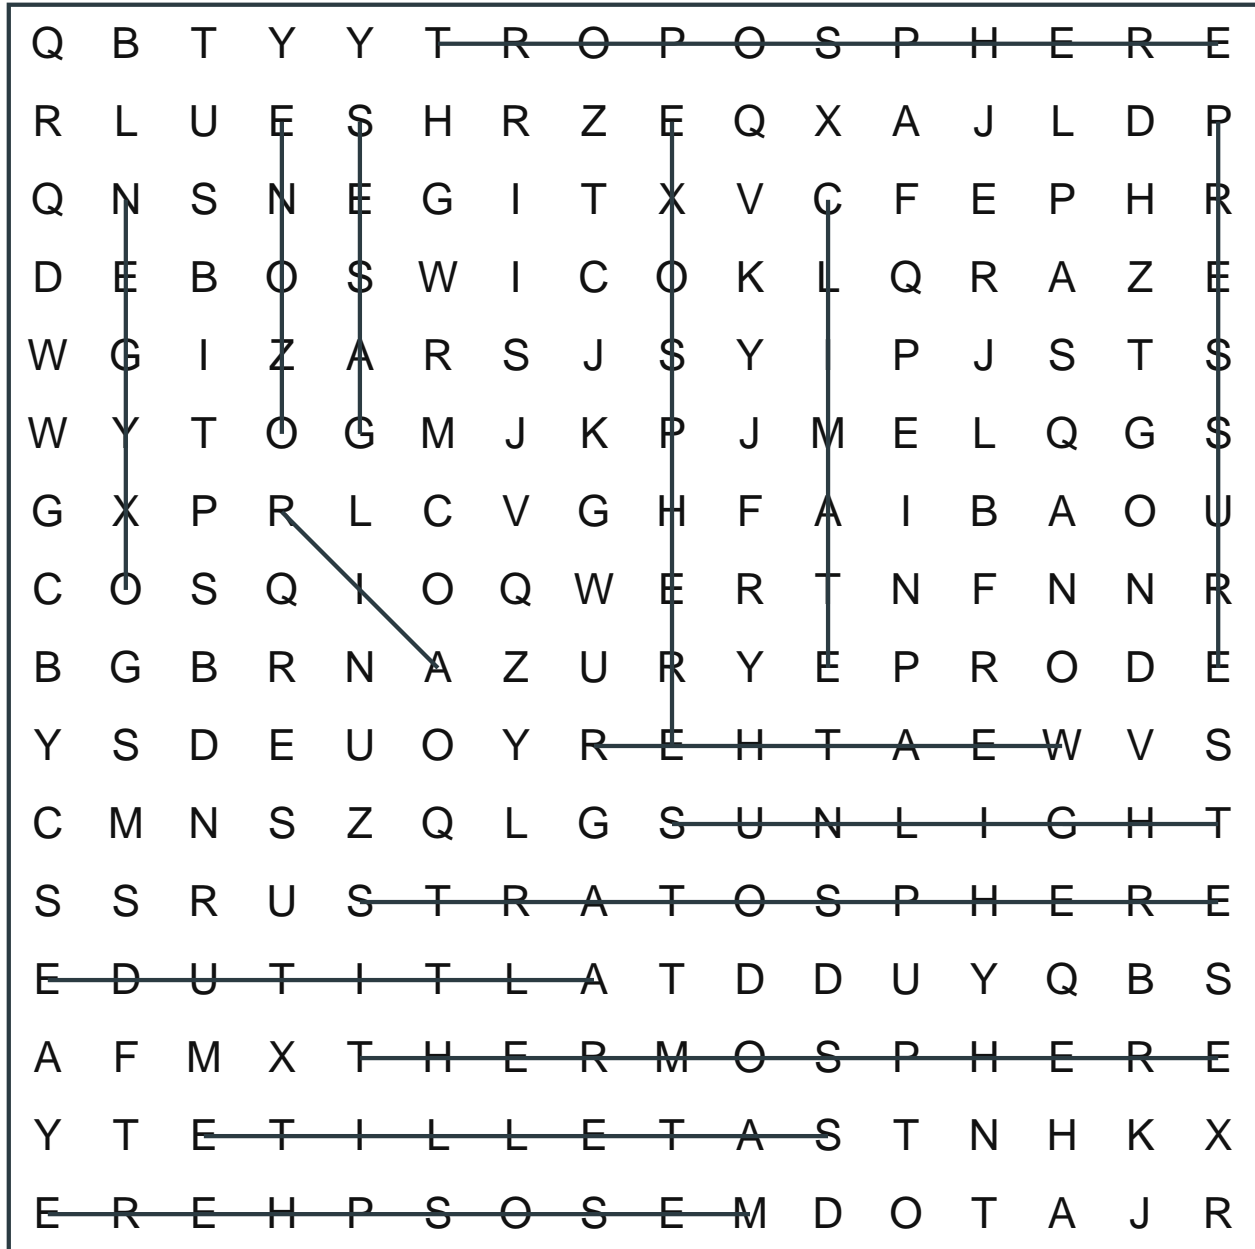 Q B T Y Y T R O P O S P H E R E
R L U E S H R Z E Q X A J L D P
Q N S N E G I T X V C F E P H R
D E B O S W I C O K L Q R A Z E
W G I Z A R S J S Y I P J S T S
W Y T O G M J K P J M E L Q G S
G X P R L C V G H F A I B A O U
C O S Q I O Q W E R T N F N N R
B G B R N A Z U R Y E P R O D E
Y S D E U O Y R E H T A E W V S
C M N S Z Q L G S U N L I G H T
S S R U S T R A T O S P H E R E
E D U T I T L A T D D U Y Q B S
A F M X T H E R M O S P H E R E
Y T E T I L L E T A S T N H K X
E R E H P S O S E M D O T A J R